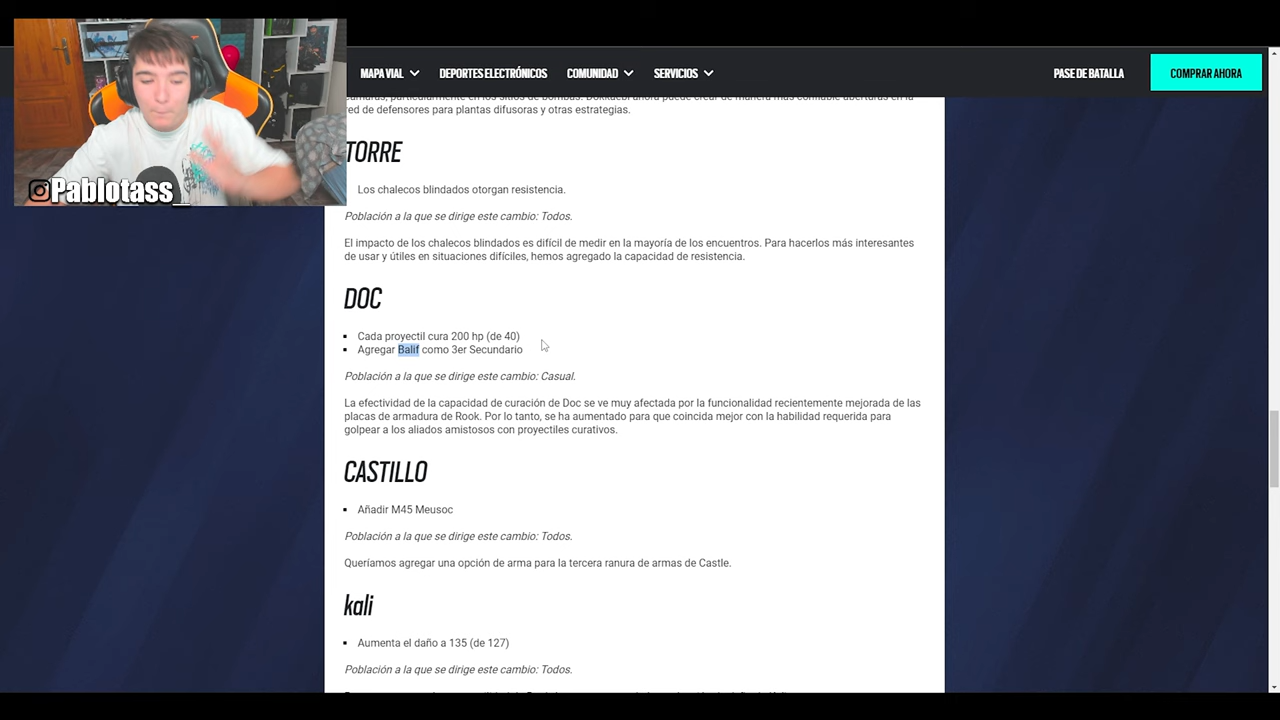 MAPA VIAL
DEPORTES ELECTRÓNICOS
COMUNIDAD
SERVICIOS
PASE DE BATALLA
COMPRAR AHORA
red de defensores para plantas difusoras y otras estrategias.
TORRE
Los chalecos blindados otorgan resistencia.
Pablotass_
Población a la que se dirige este cambio: Todos.
El impacto de los chalecos blindados es difícil de medir en la mayoría de los encuentros. Para hacerlos más interesantes
de usar y útiles en situaciones difíciles, hemos agregado la capacidad de resistencia.
DOC
Cada proyectil cura 200 hp (de 40)
Agregar Balif como 3er Secundario
Población a la que se dirige este cambio: Casual.
La efectividad de la capacidad de curación de Doc se ve muy afectada por la funcionalidad recientemente mejorada de las
placas de armadura de Rook. Por lo tanto, se ha aumentado para que coincida mejor con la habilidad requerida para
golpear a los aliados amistosos con proyectiles curativos.
CASTILLO
Añadir M45 Meusoc
Población a la que se dirige este cambio: Todos.
Queríamos agregar una opción de arma para la tercera ranura de armas de Castle.
kali
Aumenta el daño a 135 (de 127)
Población a la que se dirige este cambio: Todos.